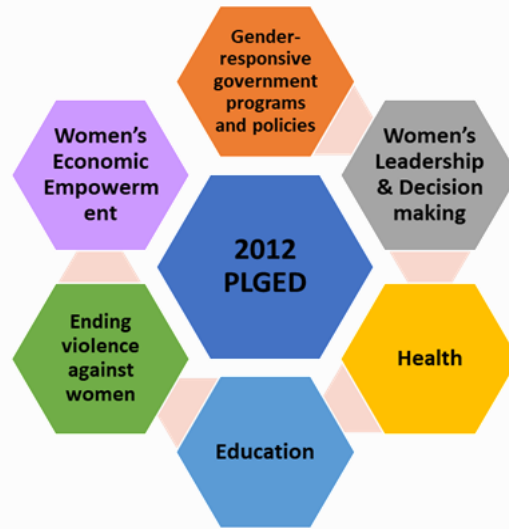 Gender-
responsive
government
programs
and policies
Women's
Leadership
& Decision
making
Health
Education
Ending
violence
against
women
Women's
Economic
Empowerm
ent
2012
PLGED